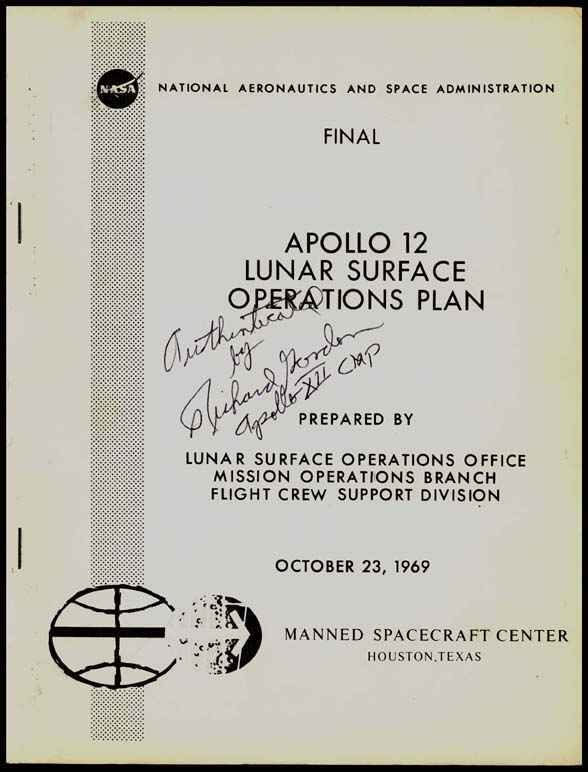 NASA
NATIONAL AERONAUTICS AND SPACE ADMINISTRATION
FINAL
APOLLO 12
LUNAR SURFACE
OPERATIONS PLAN
Authenticated
by
Richard Gordon
Apollo XII CMP
PREPARED BY
LUNAR SURFACE OPERATIONS OFFICE
MISSION OPERATIONS BRANCH
FLIGHT CREW SUPPORT DIVISION
OCTOBER 23, 1969
MANNED SPACECRAFT CENTER
HOUSTON,TEXAS